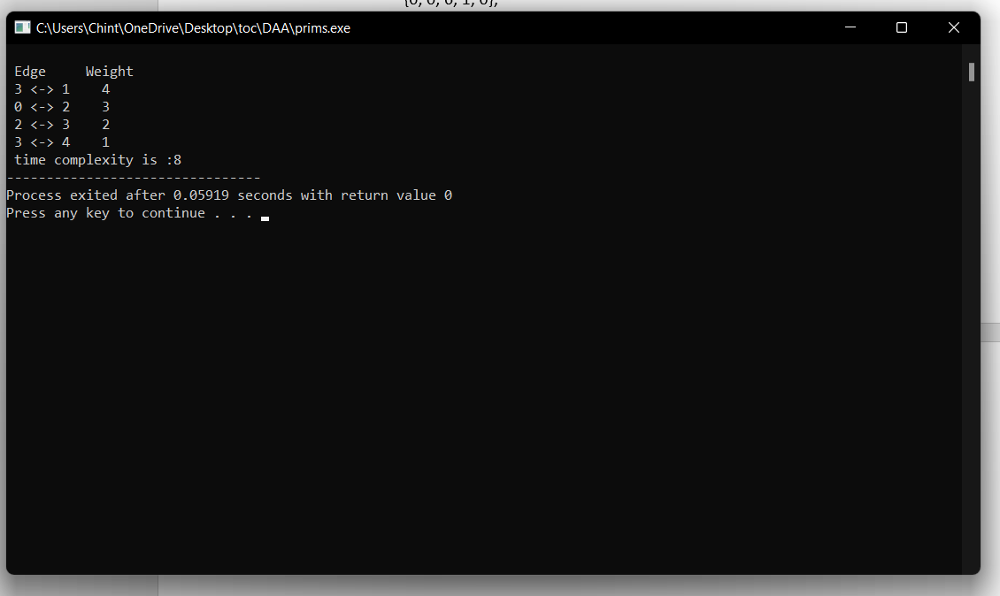 {0, 0, 0, 1, 0},
C:\Users\Chint\OneDrive\Desktop\toc\DAA\prims.exe
Edge     Weight
3 <-> 1    4
0 <-> 2    3
2 <-> 3    2
3 <-> 4    1
time complexity is :8
--------------------------------
Process exited after 0.05919 seconds with return value 0
Press any key to continue . . .